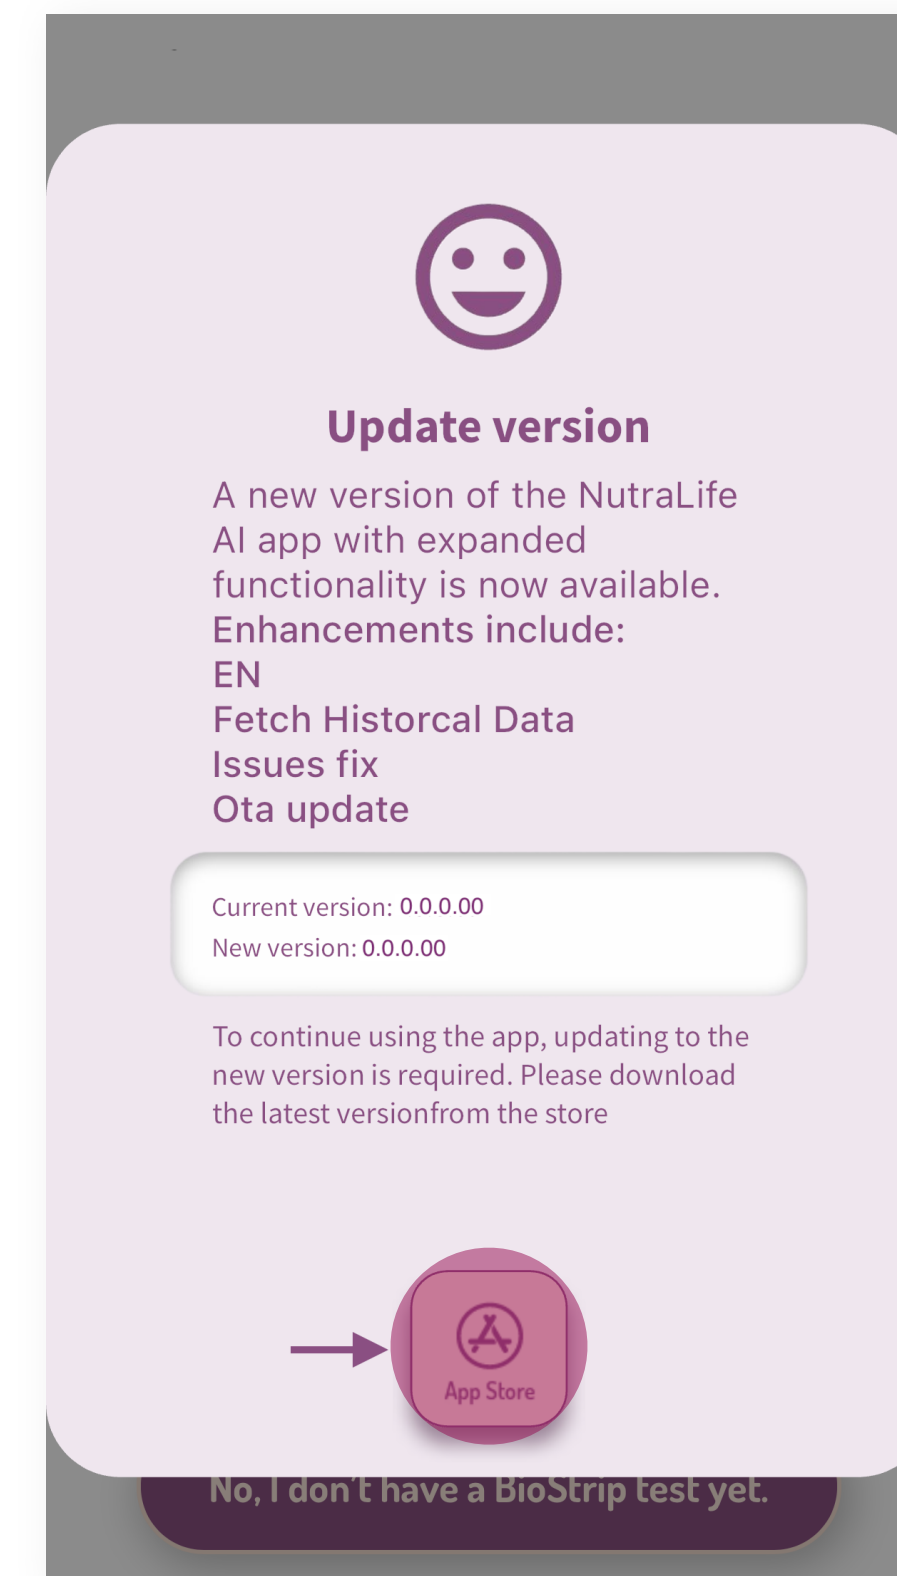 Update version
A new version of the NutraLife
AI app with expanded
functionality is now available.
Enhancements include:
EN
Fetch Historcal Data
Issues fix
Ota update
Current version: 0.0.0.00
New version: 0.0.0.00
To continue using the app, updating to the
new version is required. Please download
the latest versionfrom the store
App Store
No, I don't have a BioStrip test yet.